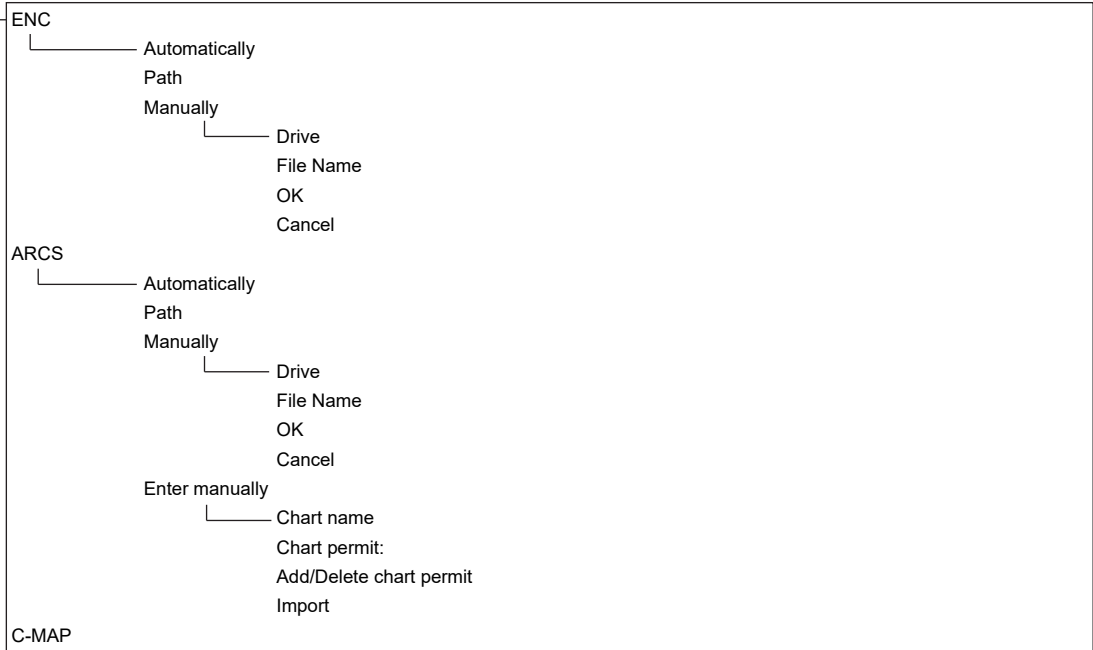 ENC
Automatically
Path
Manually
Drive
File Name
OK
Cancel
ARCS
Automatically
Path
Manually
Drive
File Name
OK
Cancel
Enter manually
Chart name
Chart permit:
Add/Delete chart permit
Import
C-MAP